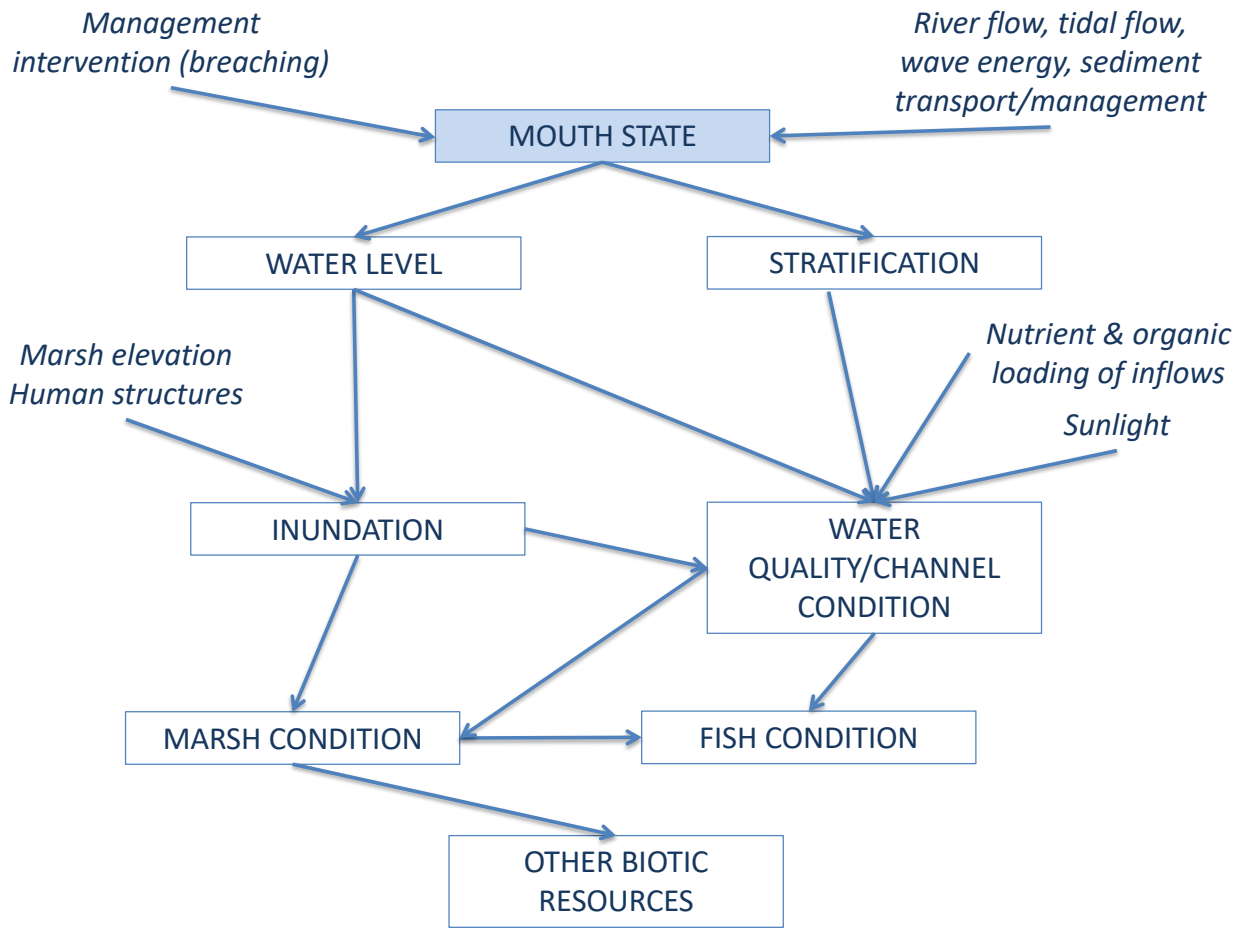 Management
intervention (breaching)
River flow, tidal flow,
wave energy, sediment
transport/management
MOUTH STATE
WATER LEVEL
STRATIFICATION
Marsh elevation
Human structures
Nutrient & organic
loading of inflows
Sunlight
INUNDATION
WATER
QUALITY/CHANNEL
CONDITION
MARSH CONDITION
FISH CONDITION
OTHER BIOTIC
RESOURCES